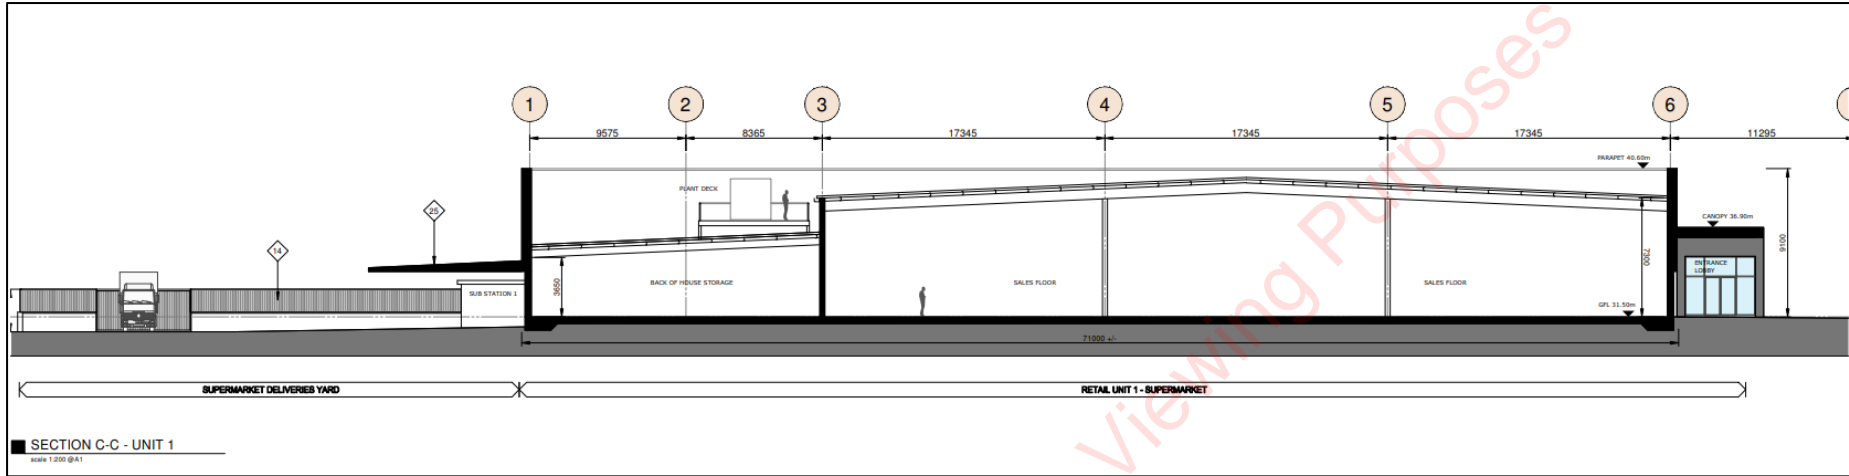 1 2 3 4 5 6
9575 8365 17345 17345 17345 11295
PARAPET 40.60m
PLANT DECK
25
CANOPY 36.90m
14
7300
9100
ENTRANCE
LOBBY
SUB STATION 1
3650
BACK OF HOUSE STORAGE
SALES FLOOR
SALES FLOOR
GFL 31.50m
71000 +/-
SUPERMARKET DELIVERIES YARD
RETAIL UNIT 1 - SUPERMARKET
SECTION C-C - UNIT 1
scale 1:200 @A1
Viewing Purposes